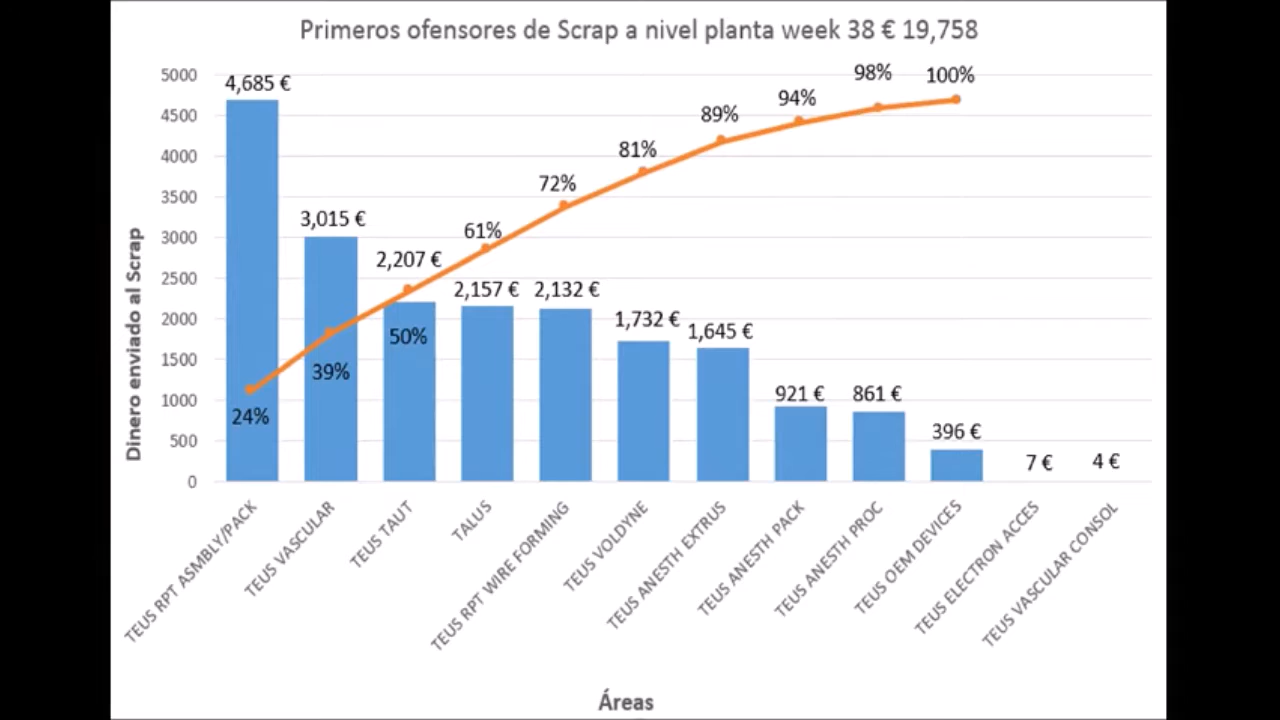 Primeros ofensores de Scrap a nivel planta week 38 € 19,758
Dinero enviado al Scrap
5000
4500
4000
3500
3000
2500
2000
1500
1000
500
0
4,685 €
3,015 €
2,207 €
2,157 €
2,132 €
1,732 €
1,645 €
921 €
861 €
396 €
7 €
4 €
24%
39%
50%
61%
72%
81%
89%
94%
98%
100%
TEUS RPT ASMBLY/PACK
TEUS VASCULAR
TEUS TAUT
TALUS
TEUS RPT WIRE FORMING
TEUS VOLDYNE
TEUS ANESTH EXTRUS
TEUS ANESTH PACK
TEUS ANESTH PROC
TEUS OEM DEVICES
TEUS ELECTRON ACCES
TEUS VASCULAR CONSOL
Áreas